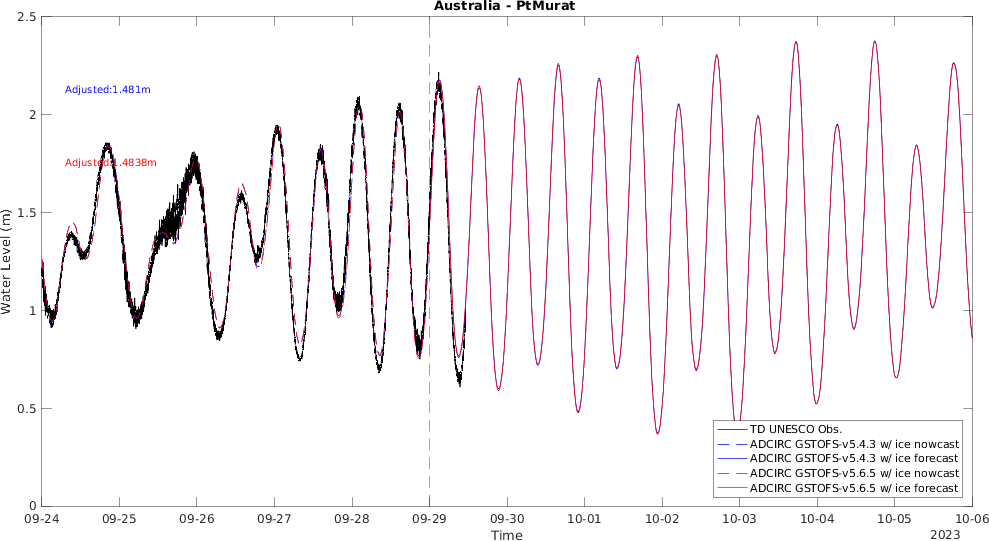 Australia - PtMurat
2.5
2
1.5
1
0.5
0
Water Level (m)
Adjusted:1.481m
Adjusted:1.4838m
TD UNESCO Obs.
ADCIRC GSTOFS-v5.4.3 w/ ice nowcast
ADCIRC GSTOFS-v5.4.3 w/ ice forecast
ADCIRC GSTOFS-v5.6.5 w/ ice nowcast
ADCIRC GSTOFS-v5.6.5 w/ ice forecast
09-24 09-25 09-26 09-27 09-28 09-29 09-30 10-01 10-02 10-03 10-04 10-05 10-06
Time
2023